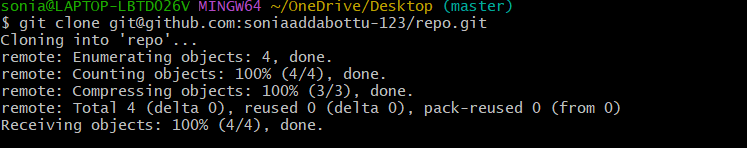 sonia@LAPTOP-LBTDO26V MINGW64 ~/OneDrive/Desktop (master)
$ git clone git@github.com:soniaaddabottu-123/repo.git
Cloning into 'repo'...
remote: Enumerating objects: 4, done.
remote: Counting objects: 100% (4/4), done.
remote: Compressing objects: 100% (3/3), done.
remote: Total 4 (delta 0), reused 0 (delta 0), pack-reused 0 (from 0)
Receiving objects: 100% (4/4), done.